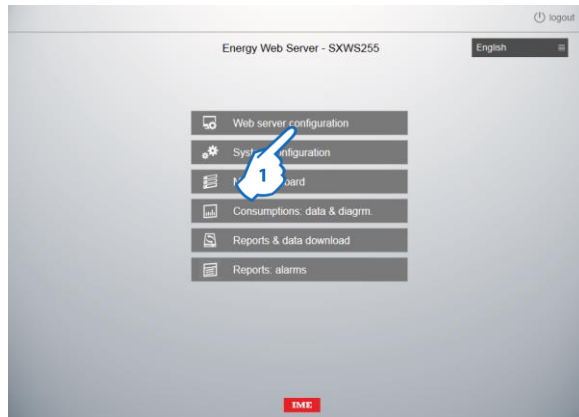 logout
Energy Web Server - SXWS255
English
Web server configuration
configuration
1
Consumptions: data & diagrm.
Reports & data download
Reports: alarms
IME